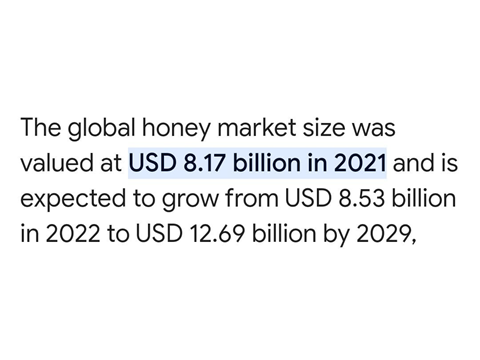 The global honey market size was
valued at USD 8.17 billion in 2021 and is
expected to grow from USD 8.53 billion
in 2022 to USD 12.69 billion by 2029,